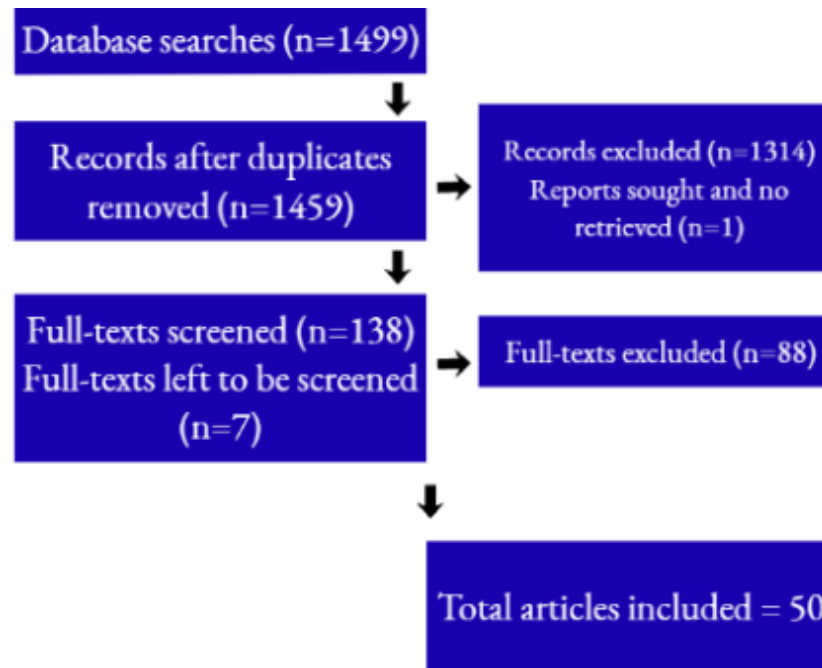 Database searches (n=1499)
Records after duplicates
removed (n=1459)
Records excluded (n=1314)
Reports sought and no
retrieved (n=1)
Full-texts screened (n=138)
Full-texts left to be screened
(n=7)
Full-texts excluded (n=88)
Total articles included = 50